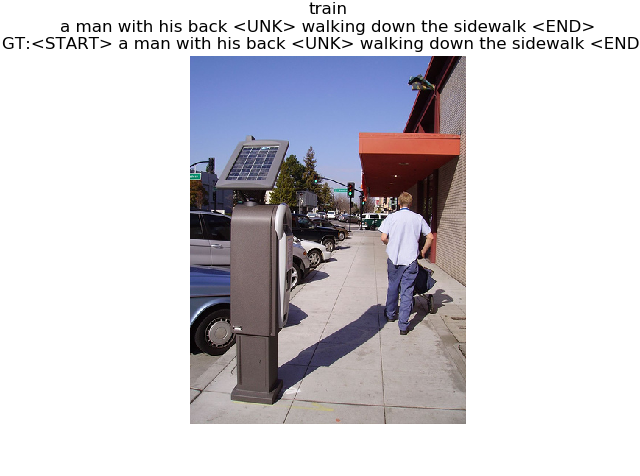 train
a man with his back <UNK> walking down the sidewalk <END>
GT:<START> a man with his back <UNK> walking down the sidewalk <END